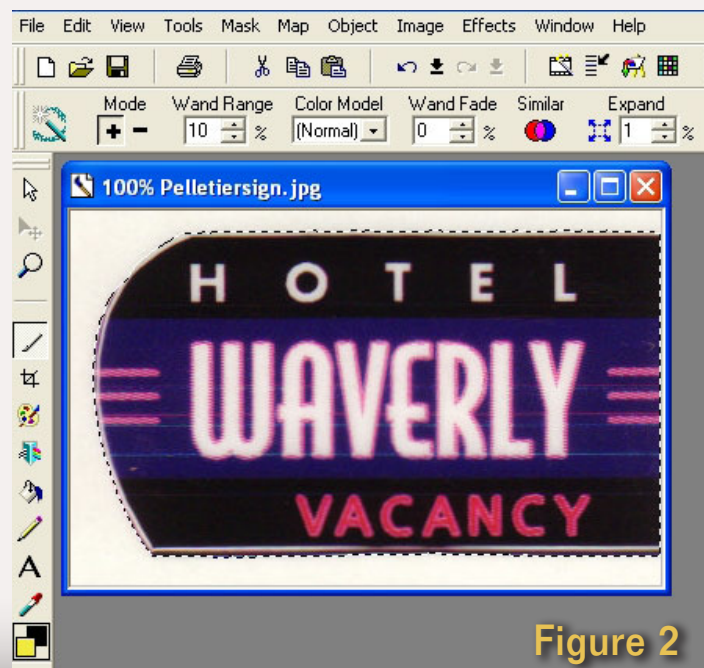 File Edit View Tools Mask Map Object Image Effects Window Help
Mode Wand Range Color Model Wand Fade Similar Expand
10 % (Normal) 0 % 1 %
100% Pelletiersign.jpg
HOTEL
WAVERLY
VACANCY
A
Figure 2